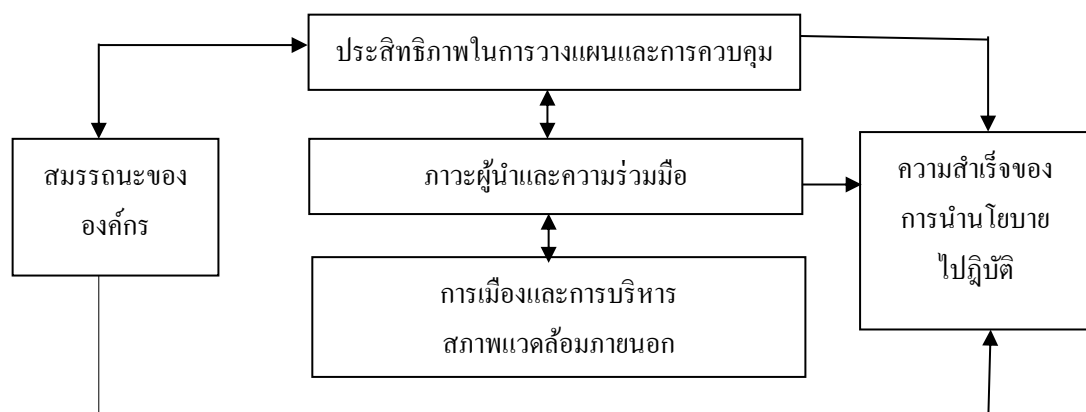 ประสิทธิภาพในการวางแผนและการควบคุม
สมรรถนะของ
องค์กร
ภาวะผู้นำและความร่วมมือ
ความสำเร็จของ
การนำนโยบาย
ไปฎิบัติ
การเมืองและการบริหาร
สภาพแวดล้อมภายนอก